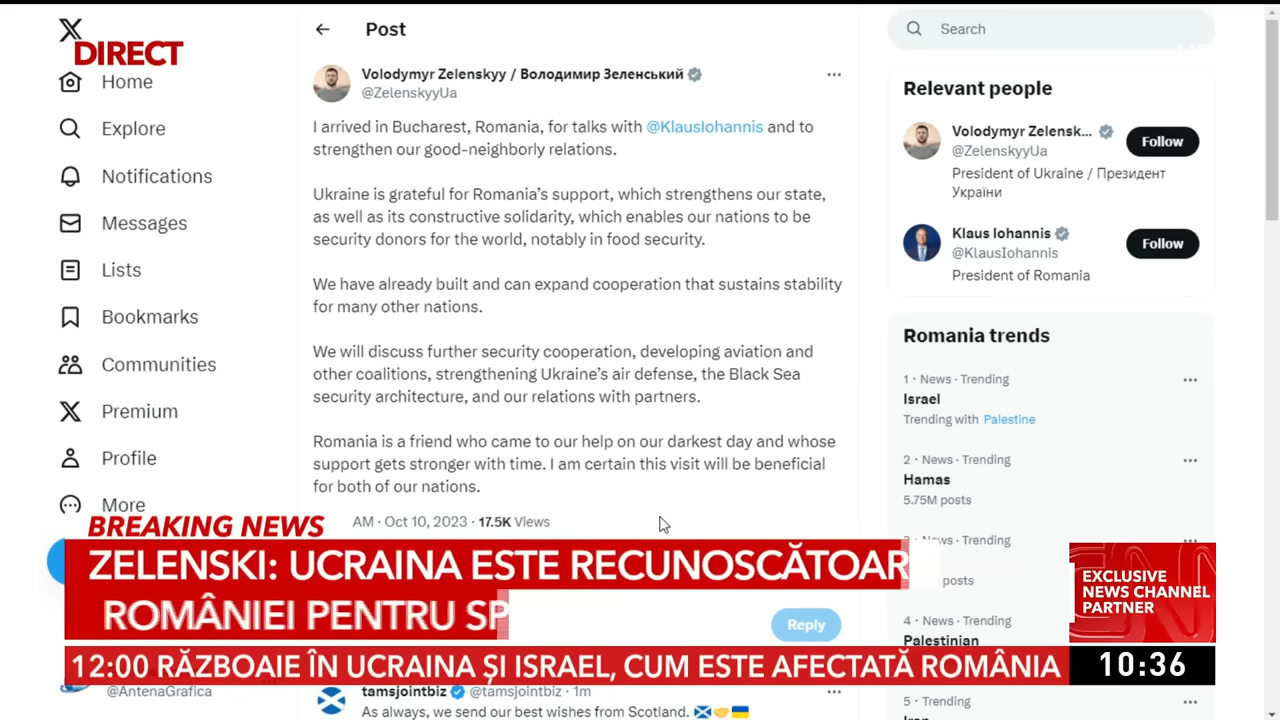 X
DIRECT
Home
Explore
Notifications
Messages
Lists
Bookmarks
Communities
Premium
Profile
More
Post
Volodymyr Zelenskyy / Володимир Зеленський
@ZelenskyyUa
I arrived in Bucharest, Romania, for talks with @KlausIohannis and to
strengthen our good-neighborly relations.
Ukraine is grateful for Romania’s support, which strengthens our state,
as well as its constructive solidarity, which enables our nations to be
security donors for the world, notably in food security.
We have already built and can expand cooperation that sustains stability
for many other nations.
We will discuss further security cooperation, developing aviation and
other coalitions, strengthening Ukraine’s air defense, the Black Sea
security architecture, and our relations with partners.
Romania is a friend who came to our help on our darkest day and whose
support gets stronger with time. I am certain this visit will be beneficial
for both of our nations.
AM · Oct 10, 2023 · 17.5K Views
Reply
Search
Relevant people
Volodymyr Zelensk...
@ZelenskyyUa
Follow
President of Ukraine / Президент
України
Klaus Iohannis
@KlausIohannis
Follow
President of Romania
Romania trends
1 · News · Trending
Israel
Trending with Palestine
2 · News · Trending
Hamas
5.75M posts
News · Trending
posts
4 · News · Trending
Palestinian
5 · Trending
BREAKING NEWS
ZELENSKI: UCRAINA ESTE RECUNOSCĂTOAR
ROMÂNIEI PENTRU SP
EXCLUSIVE
NEWS CHANNEL
PARTNER
12:00 RĂZBOAIE ÎN UCRAINA ȘI ISRAEL, CUM ESTE AFECTATĂ ROMÂNIA
10:36
@AntenaGrafica
tamsjointbiz @tamsjointbiz · 1m
As always, we send our best wishes from Scotland.